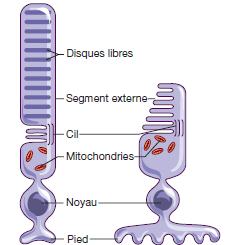 Disques libres
Segment externe
Cil
Mitochondries
Noyau
Pied